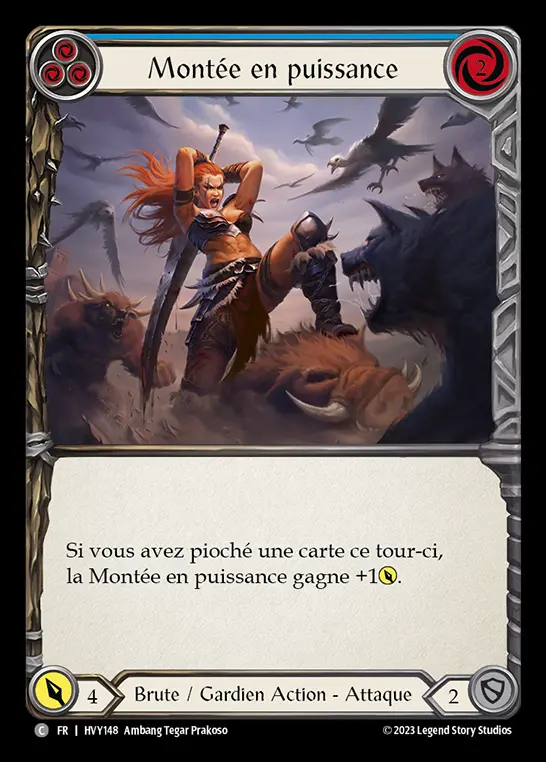 Montée en puissance
2
Si vous avez pioché une carte ce tour-ci,
la Montée en puissance gagne +1.
4
Brute / Gardien Action - Attaque
2
C FR | HVY148 Ambang Tegar Prakoso
©2023 Legend Story Studios